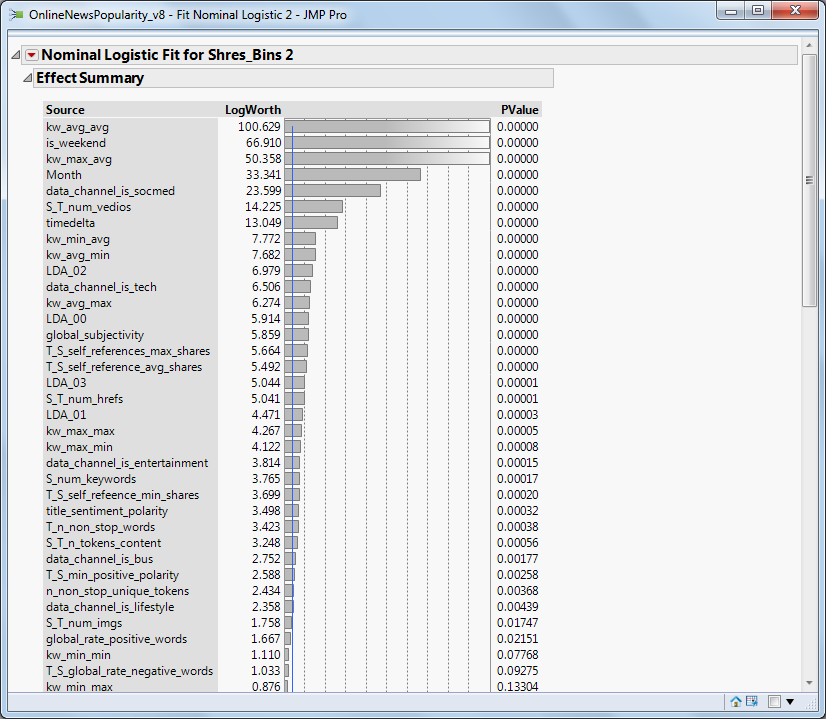 OnlineNewsPopularity_v8 - Fit Nominal Logistic 2 - JMP Pro
Nominal Logistic Fit for Shres_Bins 2
Effect Summary
Source LogWorth PValue
kw_avg_avg 100.629 0.00000
is_weekend 66.910 0.00000
kw_max_avg 50.358 0.00000
Month 33.341 0.00000
data_channel_is_socmed 23.599 0.00000
S_T_num_vedios 14.225 0.00000
timedelta 13.049 0.00000
kw_min_avg 7.772 0.00000
kw_avg_min 7.682 0.00000
LDA_02 6.979 0.00000
data_channel_is_tech 6.506 0.00000
kw_avg_max 6.274 0.00000
LDA_00 5.914 0.00000
global_subjectivity 5.859 0.00000
T_S_self_references_max_shares 5.664 0.00000
T_S_self_reference_avg_shares 5.492 0.00000
LDA_03 5.044 0.00001
S_T_num_hrefs 5.041 0.00001
LDA_01 4.471 0.00003
kw_max_max 4.267 0.00005
kw_max_min 4.122 0.00008
data_channel_is_entertainment 3.814 0.00015
S_num_keywords 3.765 0.00017
T_S_self_refeence_min_shares 3.699 0.00020
title_sentiment_polarity 3.498 0.00032
T_n_non_stop_words 3.423 0.00038
S_T_n_tokens_content 3.248 0.00056
data_channel_is_bus 2.752 0.00177
T_S_min_positive_polarity 2.588 0.00258
n_non_stop_unique_tokens 2.434 0.00368
data_channel_is_lifestyle 2.358 0.00439
S_T_num_imgs 1.758 0.01747
global_rate_positive_words 1.667 0.02151
kw_min_min 1.110 0.07768
T_S_global_rate_negative_words 1.033 0.09275
kw_min_max 0.876 0.13304